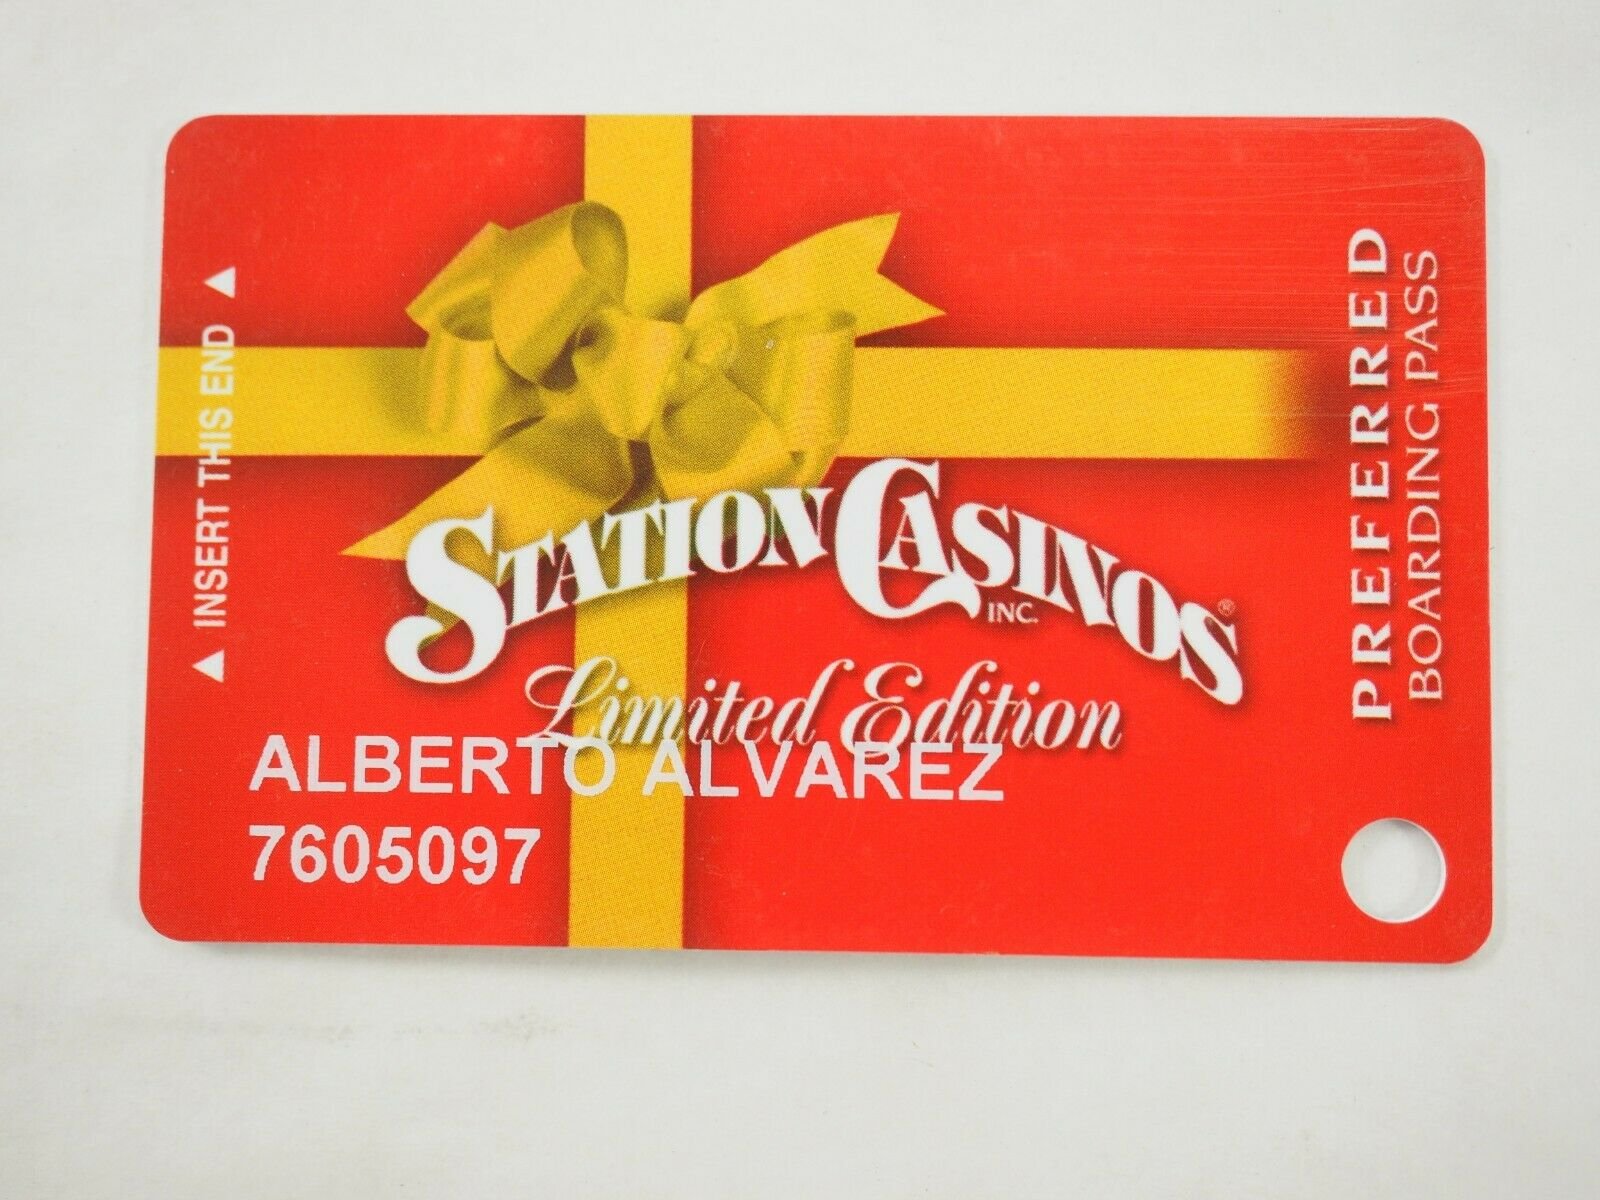 ▲ INSERT THIS END ▲
STATION CASINOS®
INC.
Limited Edition
ALBERTO ALVAREZ
7605097
PREFERRED
BOARDING PASS